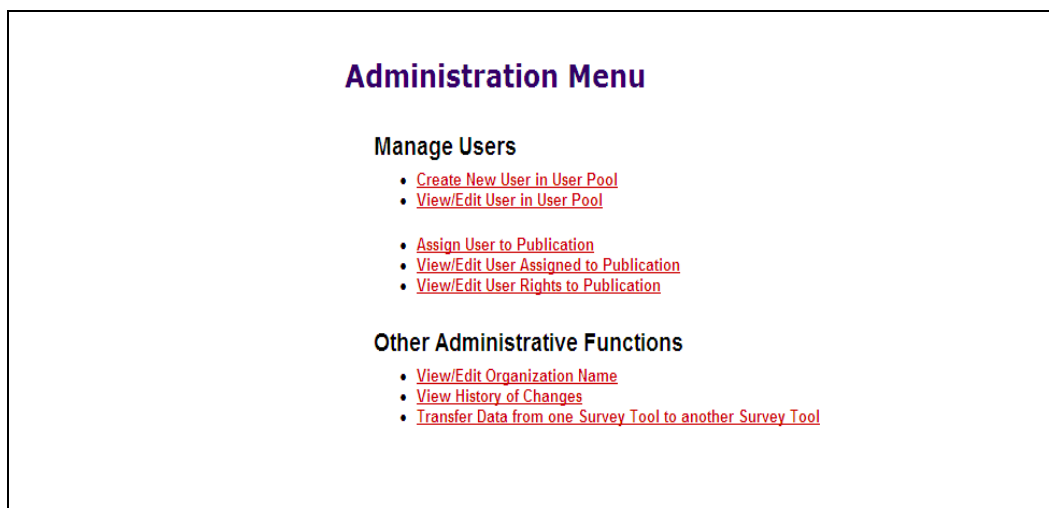 Administration Menu
Manage Users
Create New User in User Pool
View/Edit User in User Pool
Assign User to Publication
View/Edit User Assigned to Publication
View/Edit User Rights to Publication
Other Administrative Functions
View/Edit Organization Name
View History of Changes
Transfer Data from one Survey Tool to another Survey Tool